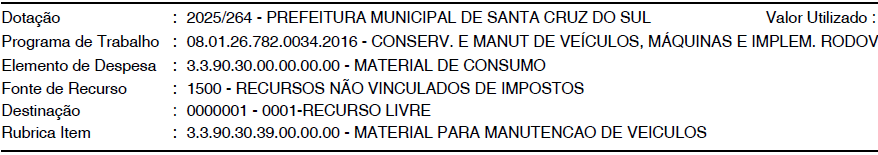 Dotação : 2025/264 - PREFEITURA MUNICIPAL DE SANTA CRUZ DO SUL Valor Utilizado :
Programa de Trabalho : 08.01.26.782.0034.2016 - CONSERV. E MANUT DE VEÍCULOS, MÁQUINAS E IMPLEM. RODOV
Elemento de Despesa : 3.3.90.30.00.00.00.00 - MATERIAL DE CONSUMO
Fonte de Recurso : 1500 - RECURSOS NÃO VINCULADOS DE IMPOSTOS
Destinação : 0000001 - 0001-RECURSO LIVRE
Rubrica Item : 3.3.90.30.39.00.00.00 - MATERIAL PARA MANUTENCAO DE VEICULOS